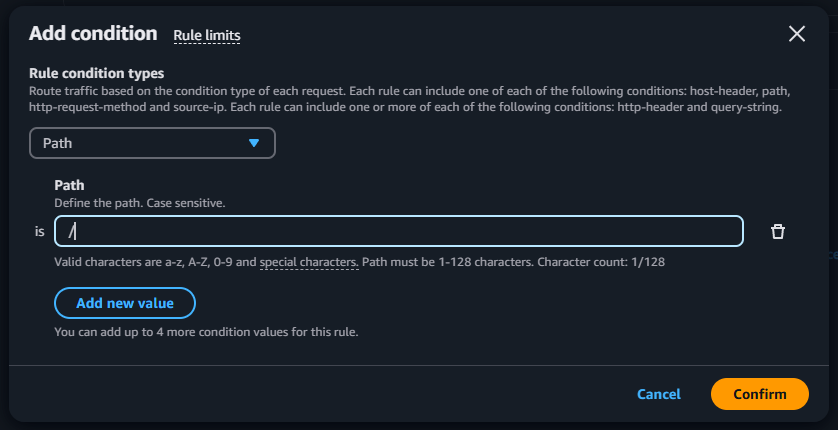 Add condition Rule limits
Rule condition types
Route traffic based on the condition type of each request. Each rule can include one of each of the following conditions: host-header, path,
http-request-method and source-ip. Each rule can include one or more of each of the following conditions: http-header and query-string.
Path
Path
Define the path. Case sensitive.
is /
Valid characters are a-z, A-Z, 0-9 and special characters. Path must be 1-128 characters. Character count: 1/128
Add new value
You can add up to 4 more condition values for this rule.
Cancel Confirm